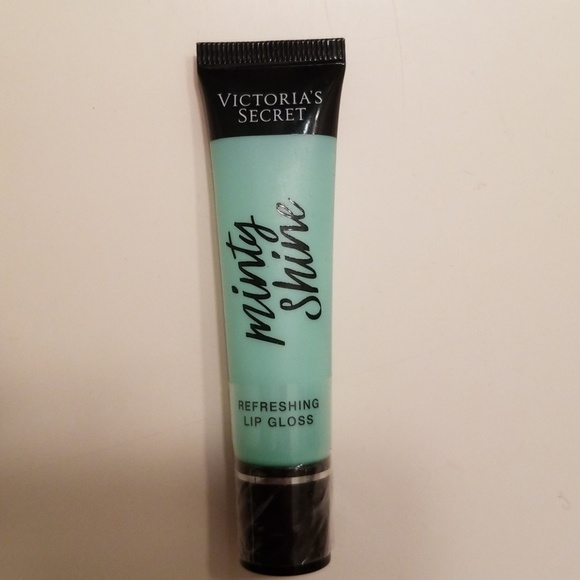 VICTORIA'S
SECRET
minty
Shine
REFRESHING
LIP GLOSS